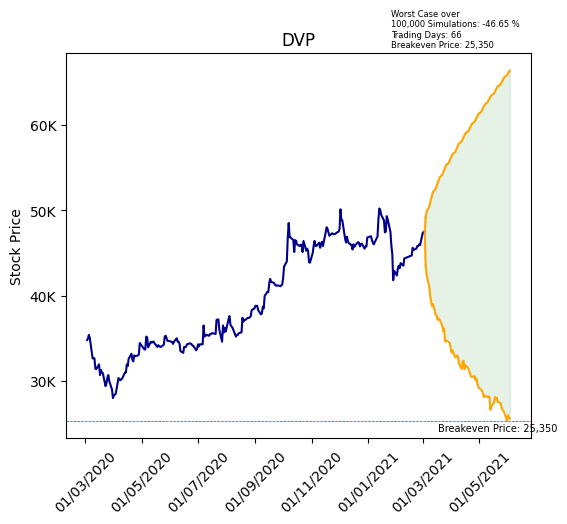 Worst Case over
100,000 Simulations: -46.65 %
Trading Days: 66
Breakeven Price: 25,350
DVP
Stock Price
60K
50K
40K
30K
Breakeven Price: 25,350
01/03/2020
01/05/2020
01/07/2020
01/09/2020
01/11/2020
01/01/2021
01/03/2021
01/05/2021